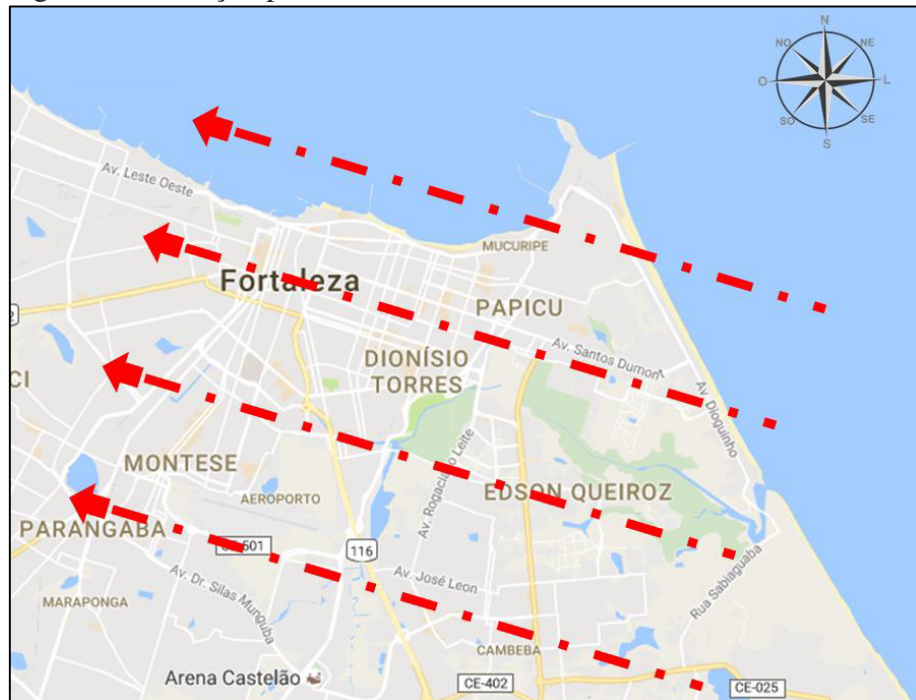 N
NO
NE
O
L
SO
SE
S
Av. Leste Oeste
MUCURIPE
Fortaleza
PAPICU
Av. Santos Dumon
DIONÍSIO
TORRES
CI
Av. Dioguinho
MONTESE
Av. Rogaciano Leite
EDSON QUEIROZ
AEROPORTO
PARANGABA
501
116
Av. José Leon
Rua Sabiaguaba
Av. Dr. Silas Munguba
MARAPONGA
CAMBEBA
Arena Castelão
CE-402
CE-025